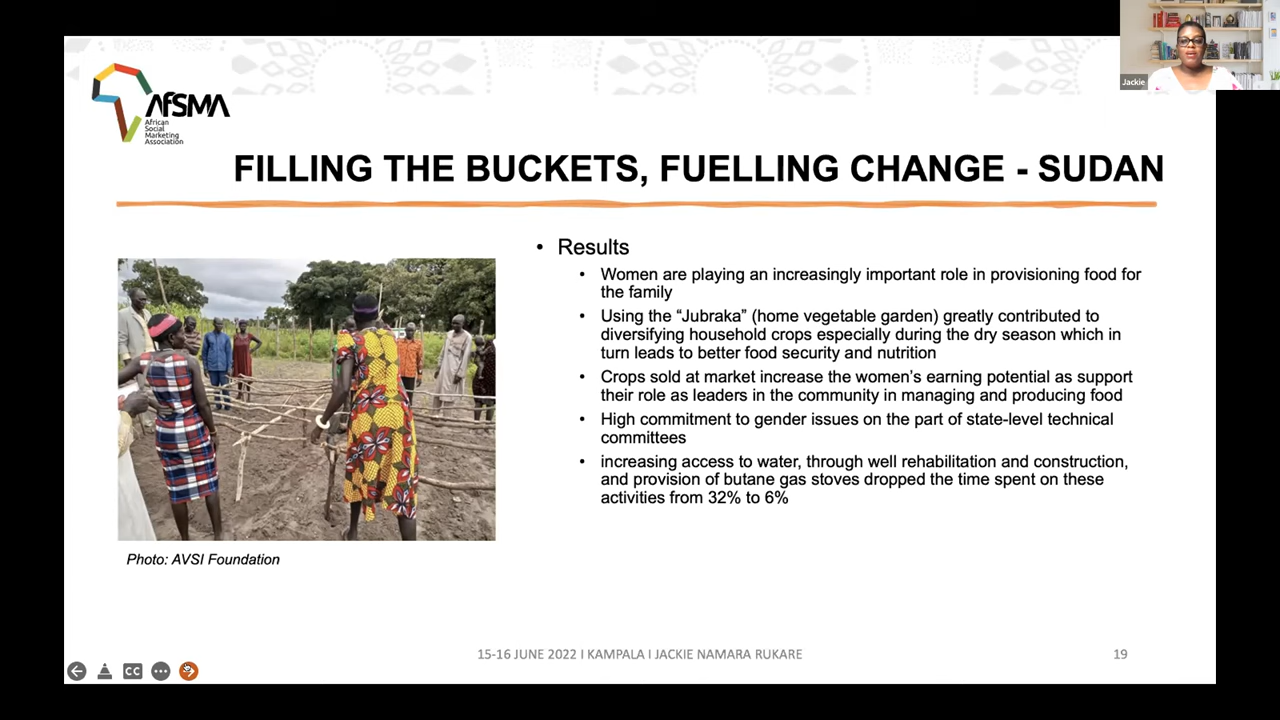 Jackie
AfSMA
African
Social
Marketing
Association
FILLING THE BUCKETS, FUELLING CHANGE - SUDAN
• Results
• Women are playing an increasingly important role in provisioning food for
the family
• Using the “Jubraka” (home vegetable garden) greatly contributed to
diversifying household crops especially during the dry season which in
turn leads to better food security and nutrition
• Crops sold at market increase the women’s earning potential as support
their role as leaders in the community in managing and producing food
• High commitment to gender issues on the part of state-level technical
committees
• increasing access to water, through well rehabilitation and construction,
and provision of butane gas stoves dropped the time spent on these
activities from 32% to 6%
Photo: AVSI Foundation
15-16 JUNE 2022 I KAMPALA I JACKIE NAMARA RUKARE
19
CC